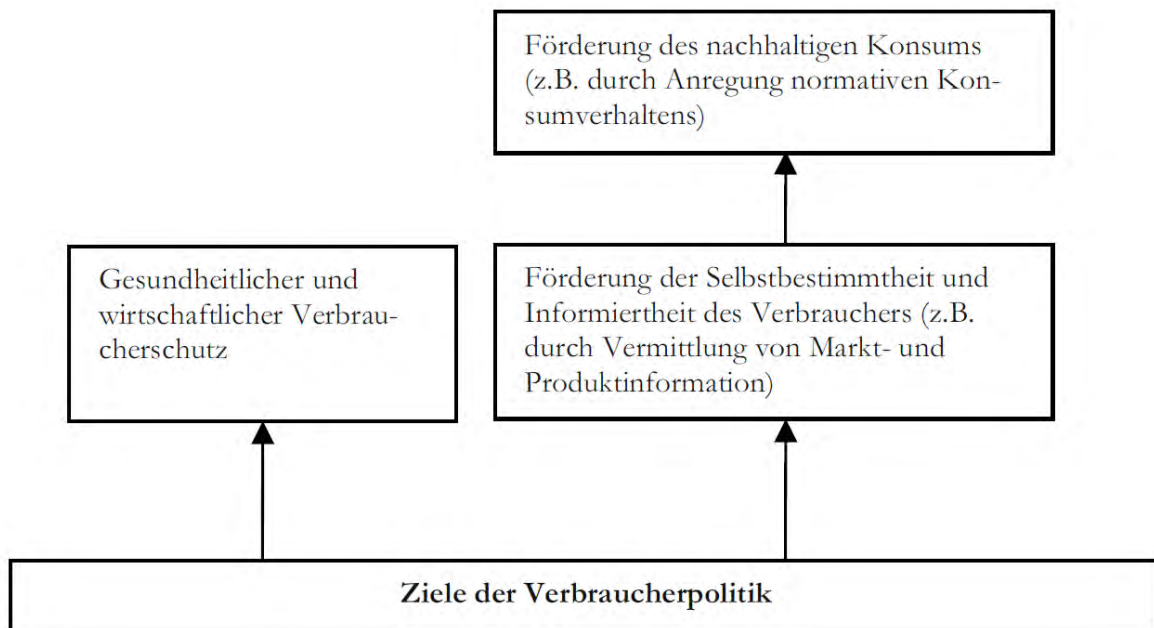 Förderung des nachhaltigen Konsums
(z.B. durch Anregung normativen Kon-
sumverhaltens)
Gesundheitlicher und
wirtschaftlicher Verbrau-
cherschutz
Förderung der Selbstbestimmtheit und
Informiertheit des Verbrauchers (z.B.
durch Vermittlung von Markt- und
Produktinformation)
Ziele der Verbraucherpolitik